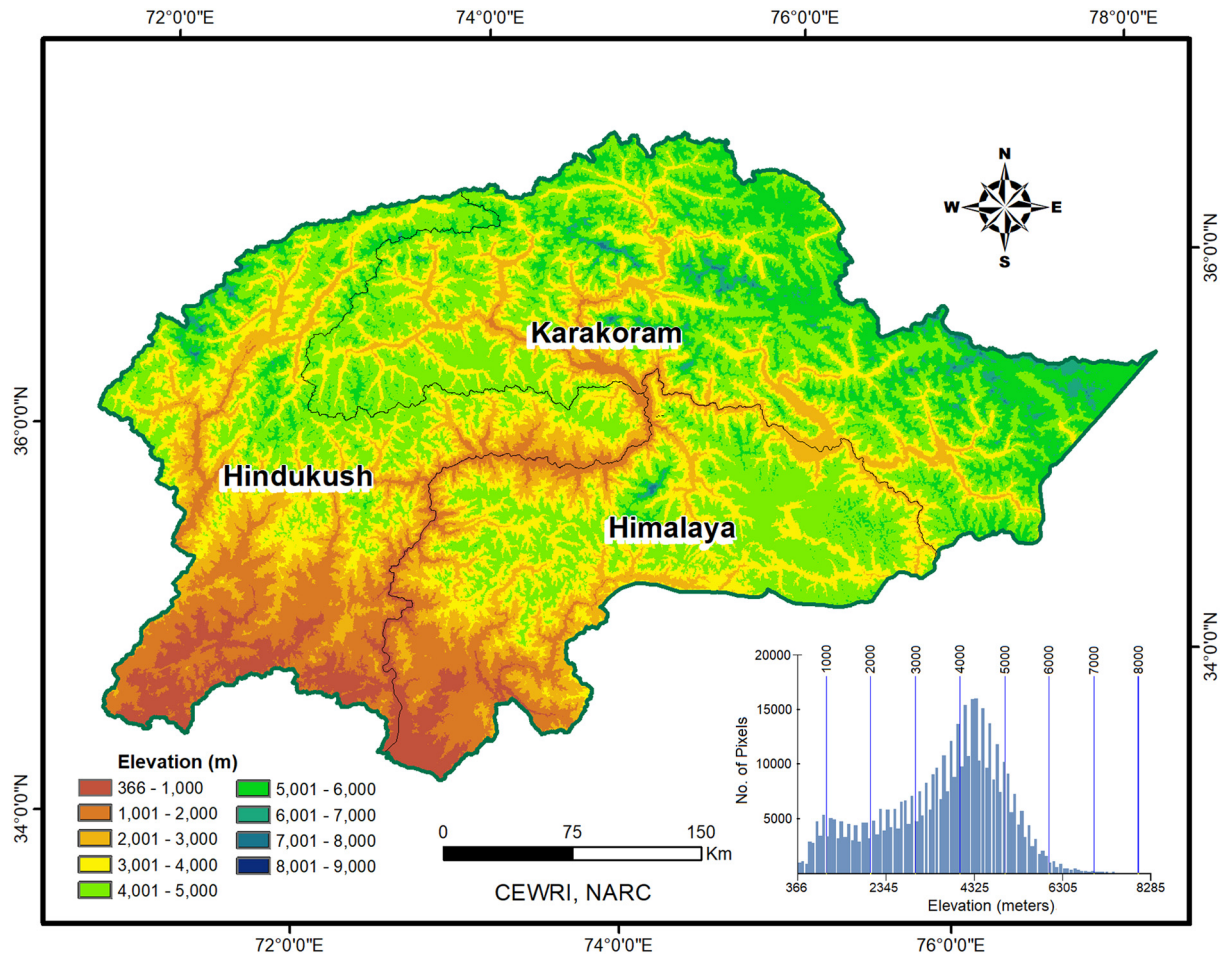 72°0'0"E 74°0'0"E 76°0'0"E 78°0'0"E
N
W E
S
36°0'0"N
Karakoram
36°0'0"N
Hindukush
Himalaya
34°0'0"N
20000 1000 2000 3000 4000 5000 6000 7000 8000
15000
10000
5000
No. of Pixels
366 2345 4325 6305 8285
Elevation (meters)
Elevation (m)
366 - 1,000
1,001 - 2,000
2,001 - 3,000
3,001 - 4,000
4,001 - 5,000
5,001 - 6,000
6,001 - 7,000
7,001 - 8,000
8,001 - 9,000
34°0'0"N
0 75 150
Km
CEWRI, NARC
72°0'0"E 74°0'0"E 76°0'0"E